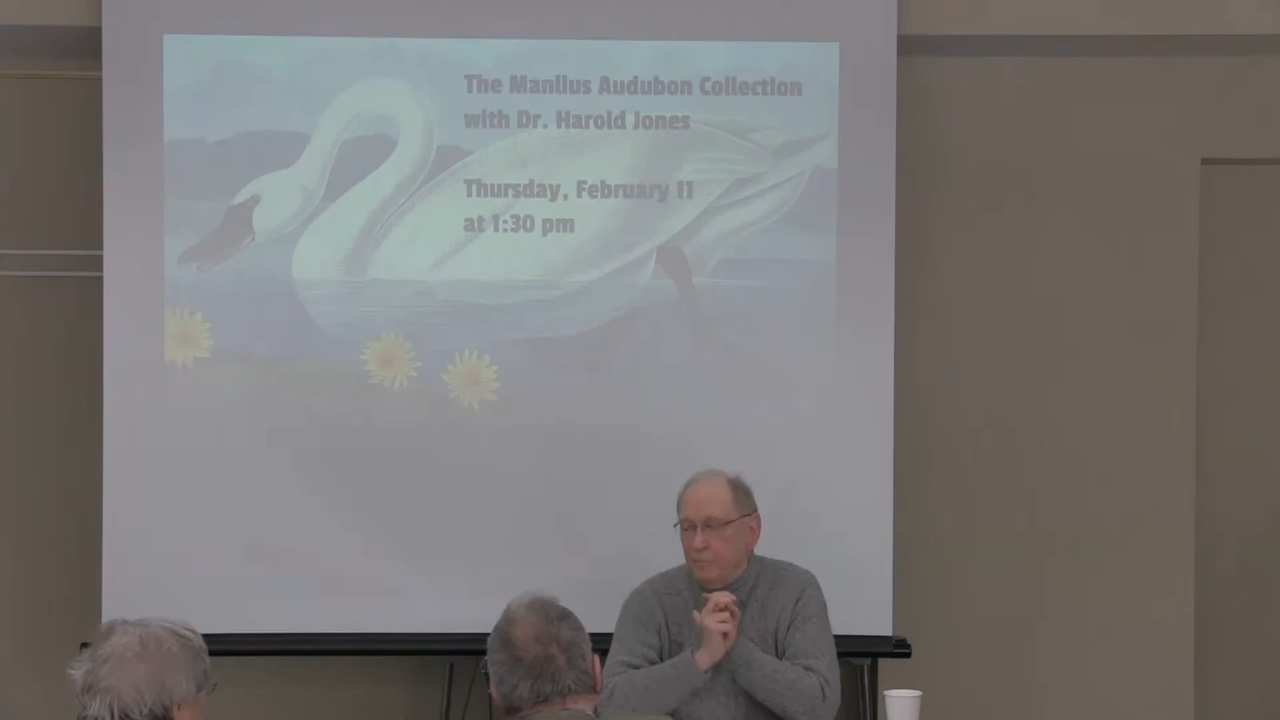 The Manlius Audubon Collection
with Dr. Harold Jones
Thursday, February 11
at 1:30 pm